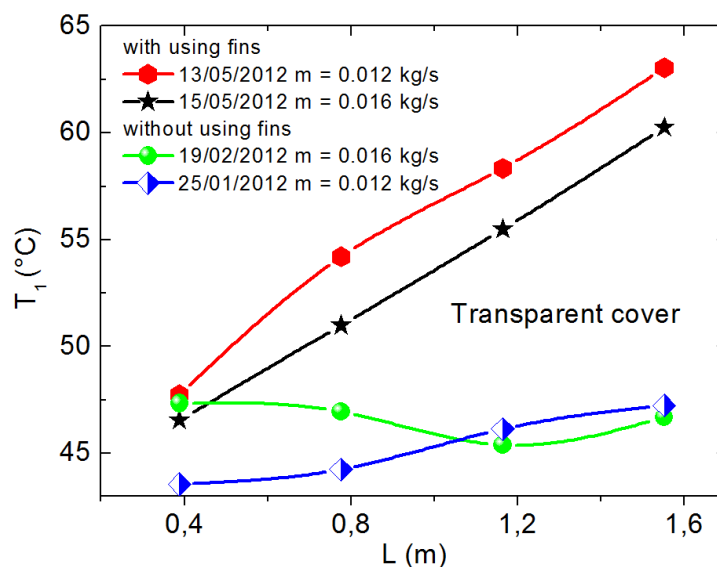 65
60
55
50
45
T1 (°C)
with using fins
13/05/2012 m = 0.012 kg/s
15/05/2012 m = 0.016 kg/s
without using fins
19/02/2012 m = 0.016 kg/s
25/01/2012 m = 0.012 kg/s
Transparent cover
0,4 0,8 1,2 1,6
L (m)